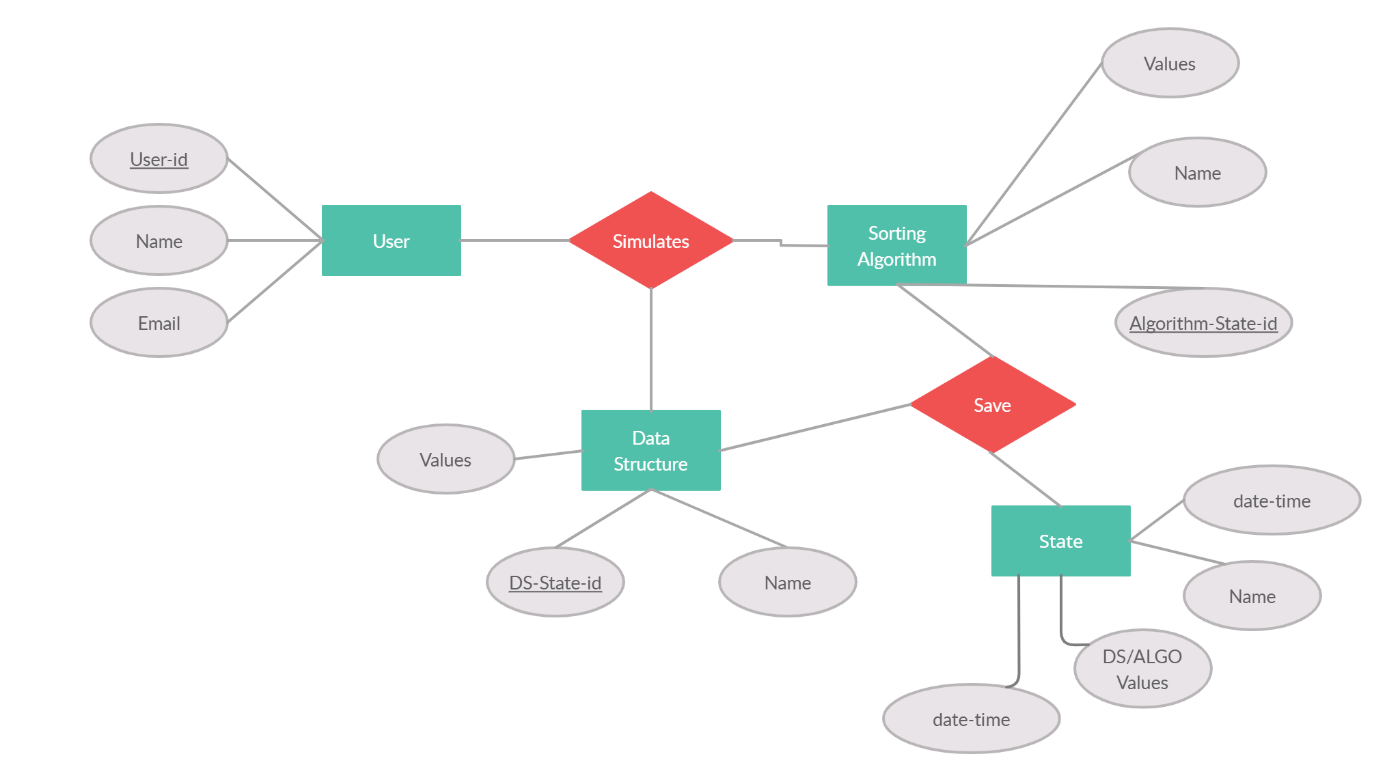 Values
User-id
Name
Name
User
Simulates
Sorting
Algorithm
Email
Algorithm-State-id
Save
Data
Structure
Values
date-time
State
DS-State-id
Name
Name
DS/ALGO
Values
date-time